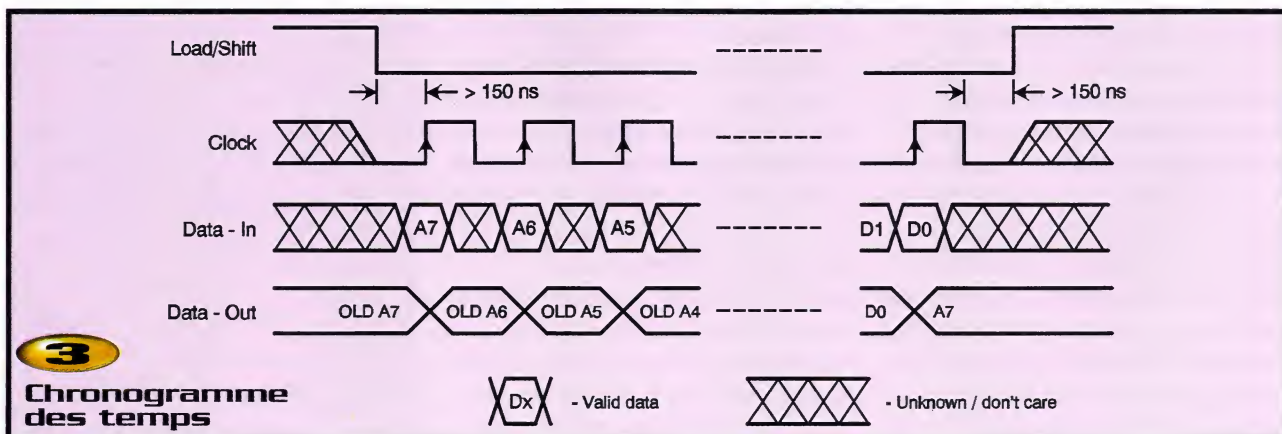 Load/Shift
> 150 ns > 150 ns
Clock
Data - In A7 A6 A5 D1 D0
Data - Out OLD A7 OLD A6 OLD A5 OLD A4 D0 A7
3
Chronogramme
des temps
Dx - Valid data - Unknown / don't care